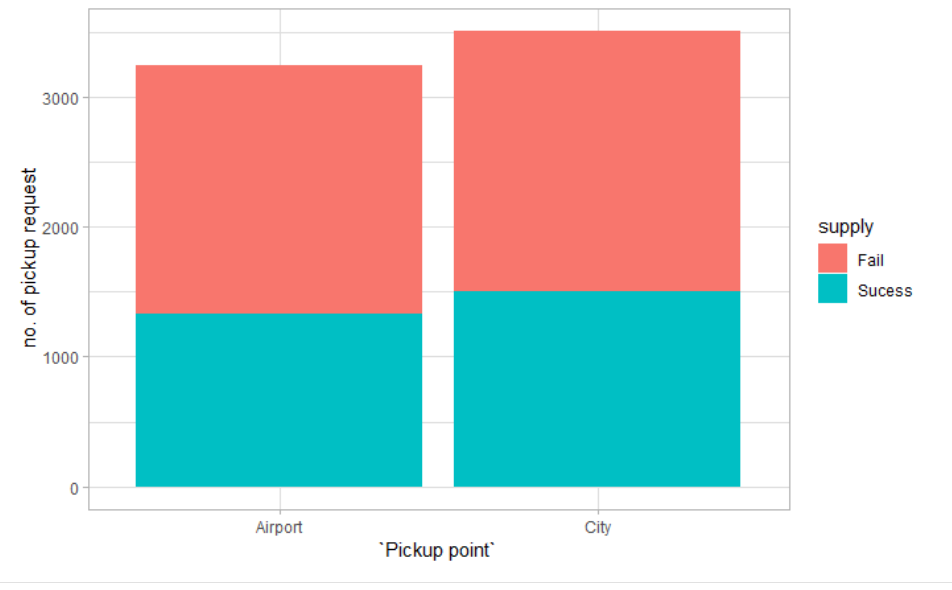 3000
2000
1000
0
no. of pickup request
Airport
City
`Pickup point`
supply
Fail
Sucess